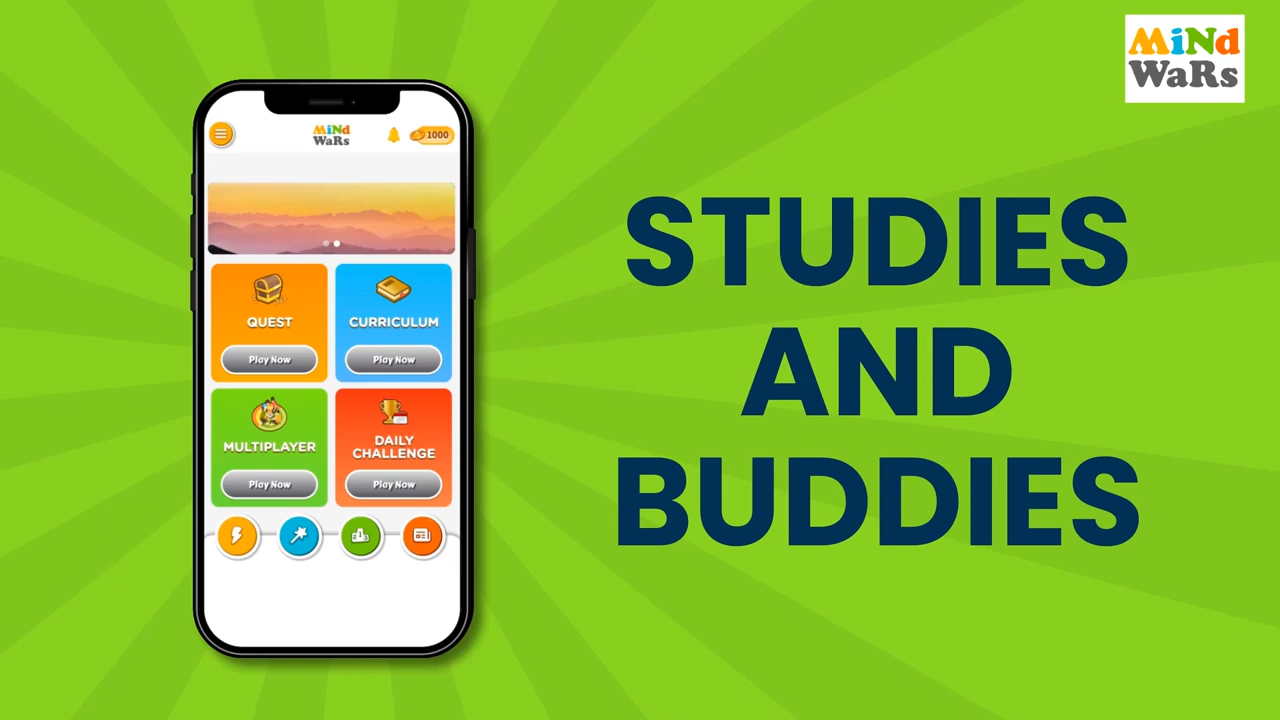 MiNd
WaRs
MiNd
WaRs
1000
QUEST
CURRICULUM
Play Now
Play Now
MULTIPLAYER
DAILY
CHALLENGE
Play Now
Play Now
STUDIES
AND
BUDDIES